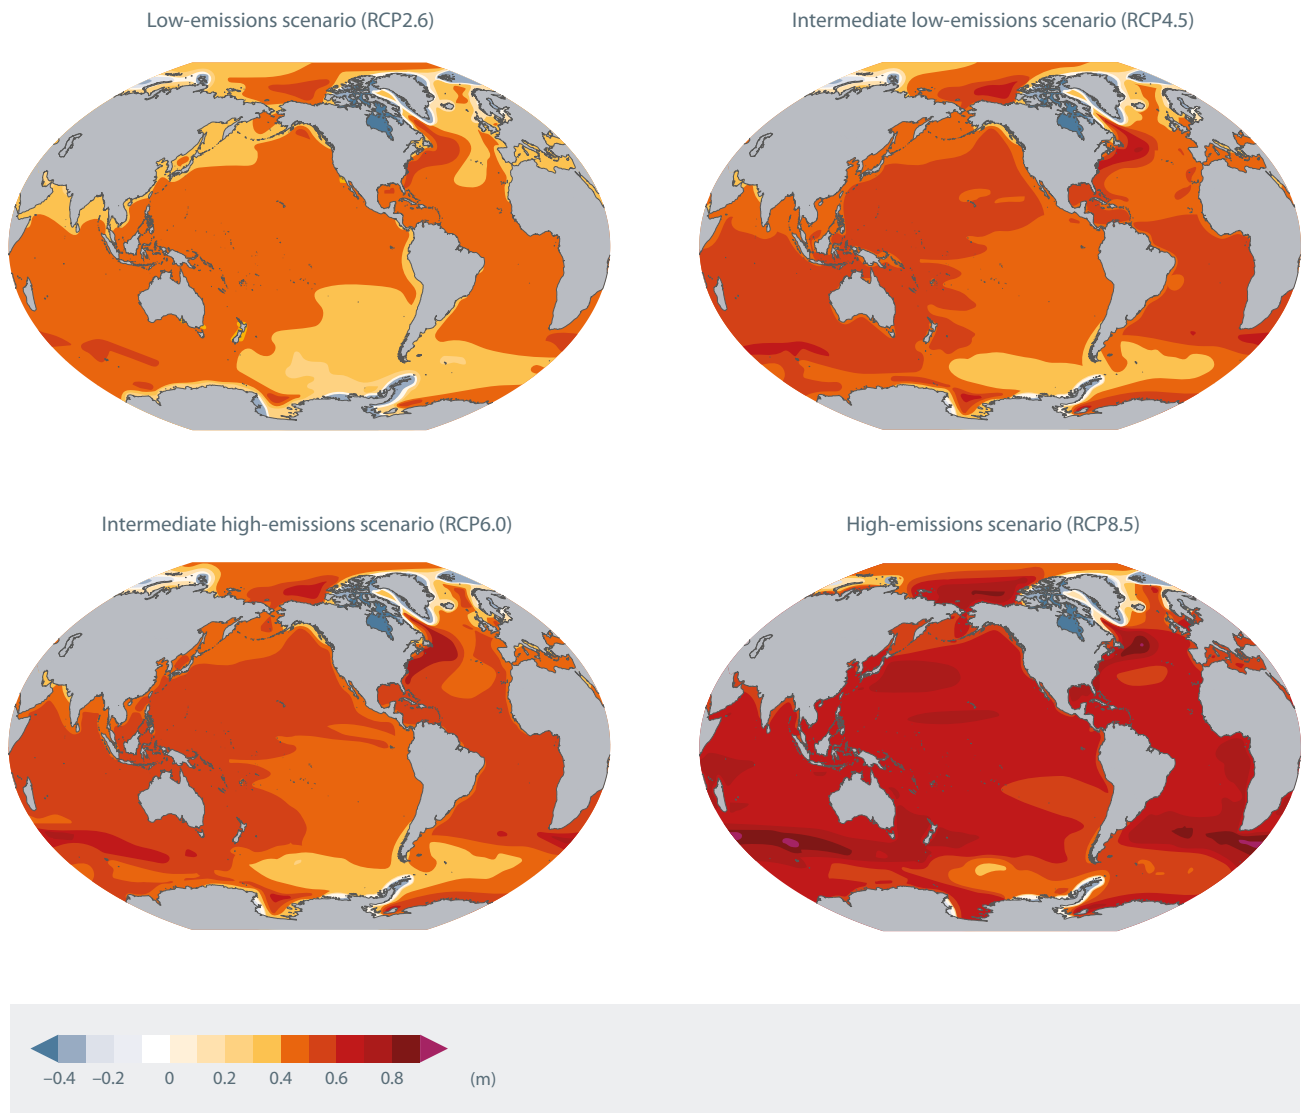 Low-emissions scenario (RCP2.6)
Intermediate low-emissions scenario (RCP4.5)
Intermediate high-emissions scenario (RCP6.0)
High-emissions scenario (RCP8.5)
–0.4 –0.2 0 0.2 0.4 0.6 0.8 (m)